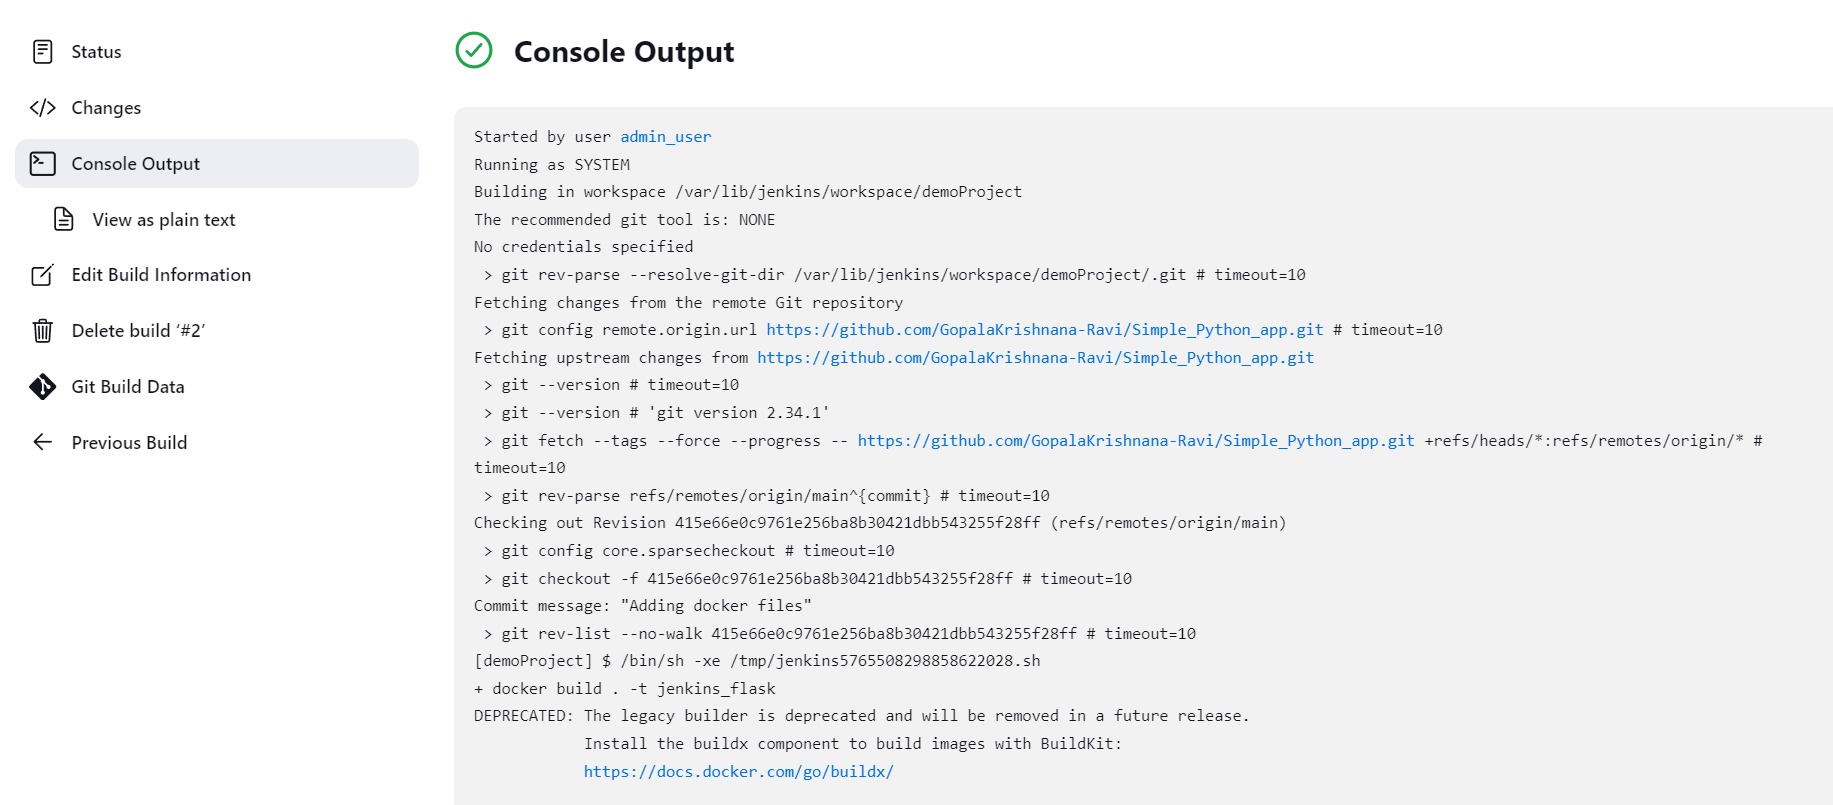 Status
Changes
Console Output
View as plain text
Edit Build Information
Delete build ‘#2’
Git Build Data
Previous Build
Console Output
Started by user admin_user
Running as SYSTEM
Building in workspace /var/lib/jenkins/workspace/demoProject
The recommended git tool is: NONE
No credentials specified
 > git rev-parse --resolve-git-dir /var/lib/jenkins/workspace/demoProject/.git # timeout=10
Fetching changes from the remote Git repository
 > git config remote.origin.url https://github.com/GopalaKrishnana-Ravi/Simple_Python_app.git # timeout=10
Fetching upstream changes from https://github.com/GopalaKrishnana-Ravi/Simple_Python_app.git
 > git --version # timeout=10
 > git --version # 'git version 2.34.1'
 > git fetch --tags --force --progress -- https://github.com/GopalaKrishnana-Ravi/Simple_Python_app.git +refs/heads/*:refs/remotes/origin/* #
timeout=10
 > git rev-parse refs/remotes/origin/main^{commit} # timeout=10
Checking out Revision 415e66e0c9761e256ba8b30421dbb543255f28ff (refs/remotes/origin/main)
 > git config core.sparsecheckout # timeout=10
 > git checkout -f 415e66e0c9761e256ba8b30421dbb543255f28ff # timeout=10
Commit message: "Adding docker files"
 > git rev-list --no-walk 415e66e0c9761e256ba8b30421dbb543255f28ff # timeout=10
[demoProject] $ /bin/sh -xe /tmp/jenkins5765508298858622028.sh
+ docker build . -t jenkins_flask
DEPRECATED: The legacy builder is deprecated and will be removed in a future release.
            Install the buildx component to build images with BuildKit:
            https://docs.docker.com/go/buildx/